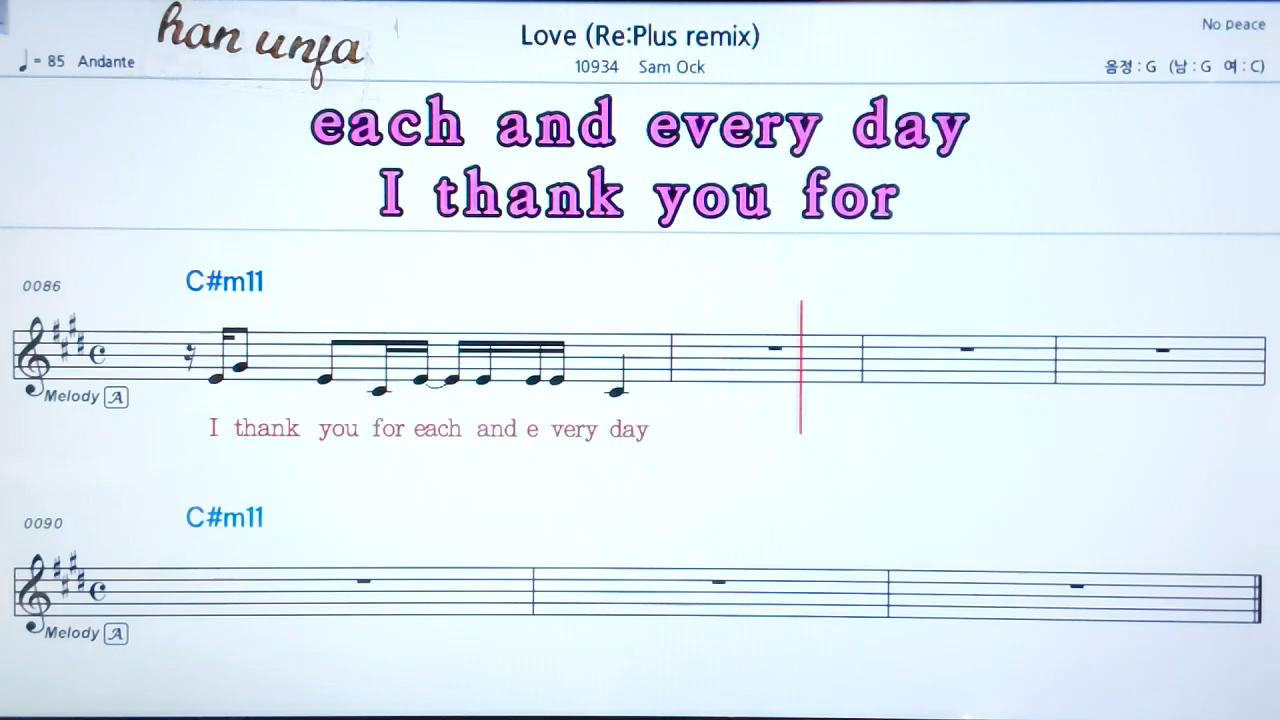 han unfa
Love (Re:Plus remix)
No peace
♩ = 85 Andante
10934 Sam Ock
음정 : G (남 : G 여 : C)
each and every day
I thank you for
0086
C#m11
Melody A
I thank you for each and e very day
0090
C#m11
Melody A